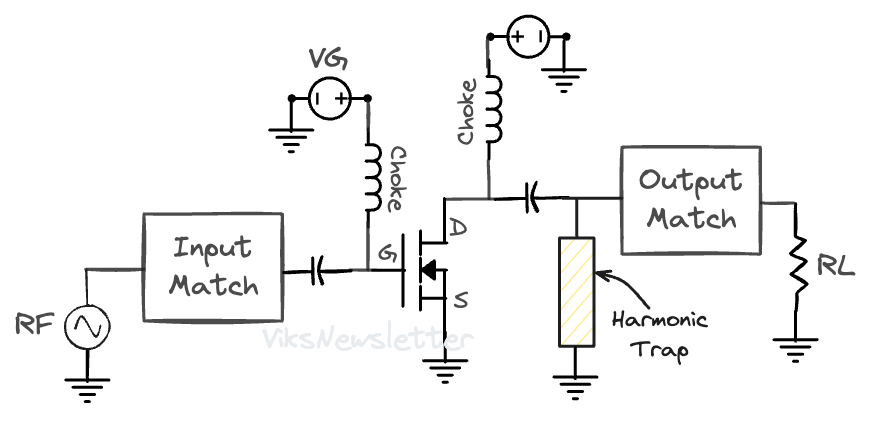 VG
Choke
Choke
Input
Match
Output
Match
G
D
S
RF
RL
Harmonic
Trap
ViksNewsletter